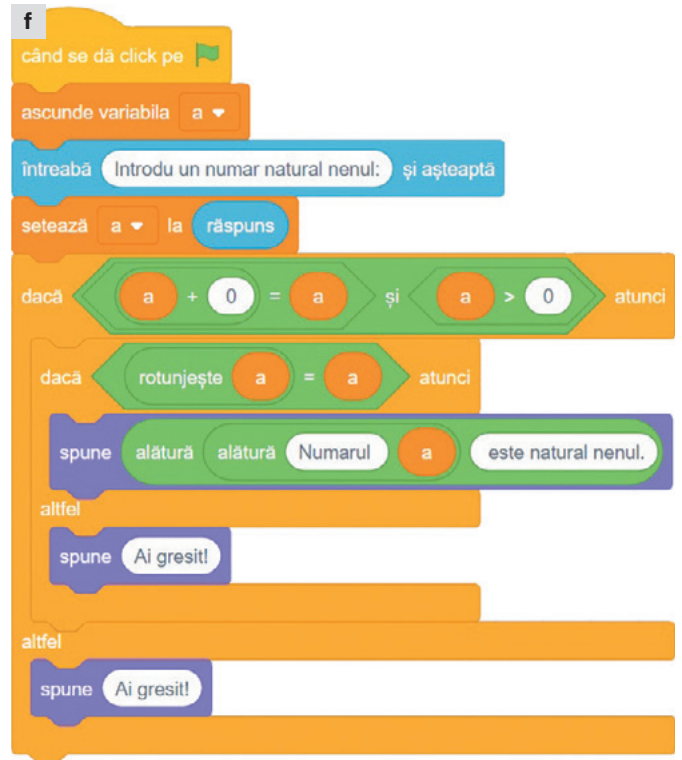 f
când se dă click pe
ascunde variabila a
întreabă Introdu un numar natural nenul: și așteaptă
setează a la răspuns
dacă a + 0 = a și a > 0 atunci
dacă rotunjește a = a atunci
spune alătură alătură Numarul a este natural nenul.
altfel
spune Ai gresit!
altfel
spune Ai gresit!